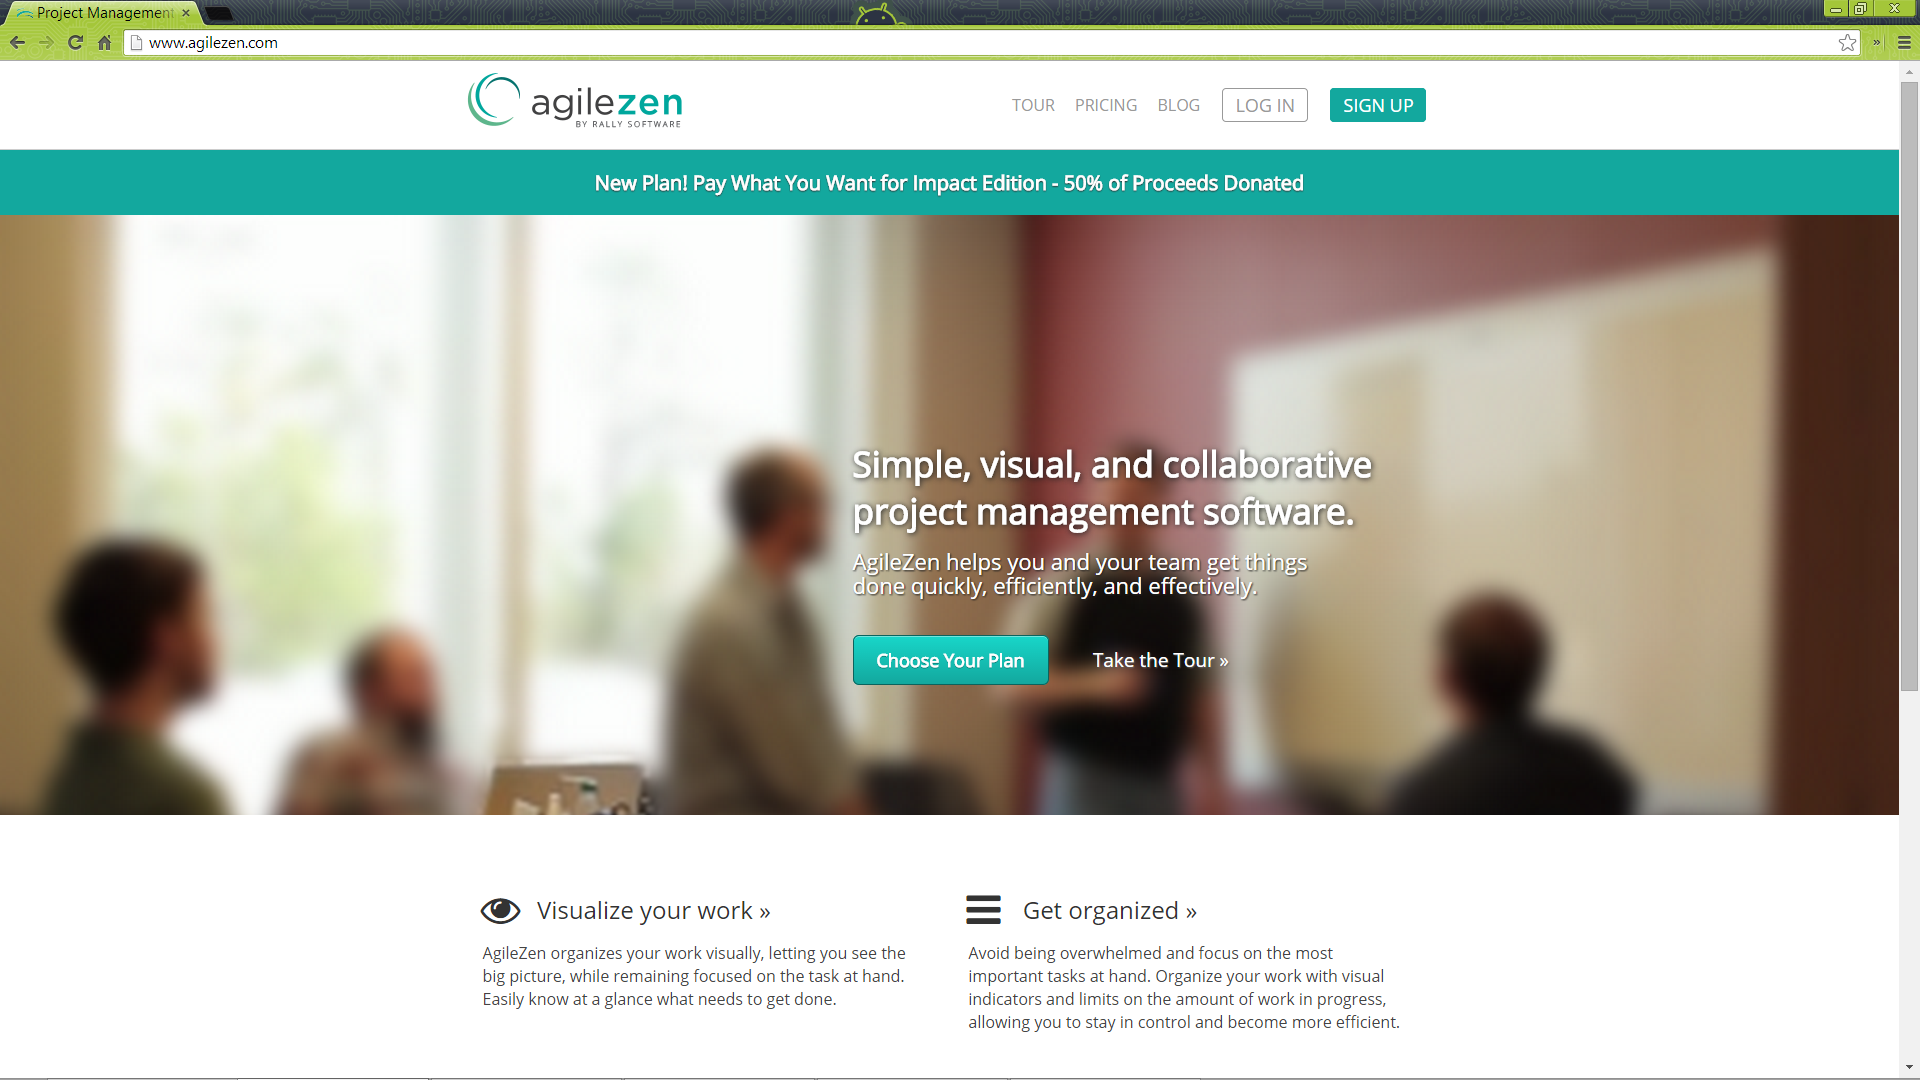 Project Management
www.agilezen.com
agilezen
BY RALLY SOFTWARE
TOUR PRICING BLOG LOG IN SIGN UP
New Plan! Pay What You Want for Impact Edition - 50% of Proceeds Donated
Simple, visual, and collaborative
project management software.
AgileZen helps you and your team get things
done quickly, efficiently, and effectively.
Choose Your Plan Take the Tour »
Visualize your work »
AgileZen organizes your work visually, letting you see the
big picture, while remaining focused on the task at hand.
Easily know at a glance what needs to get done.
Get organized »
Avoid being overwhelmed and focus on the most
important tasks at hand. Organize your work with visual
indicators and limits on the amount of work in progress,
allowing you to stay in control and become more efficient.